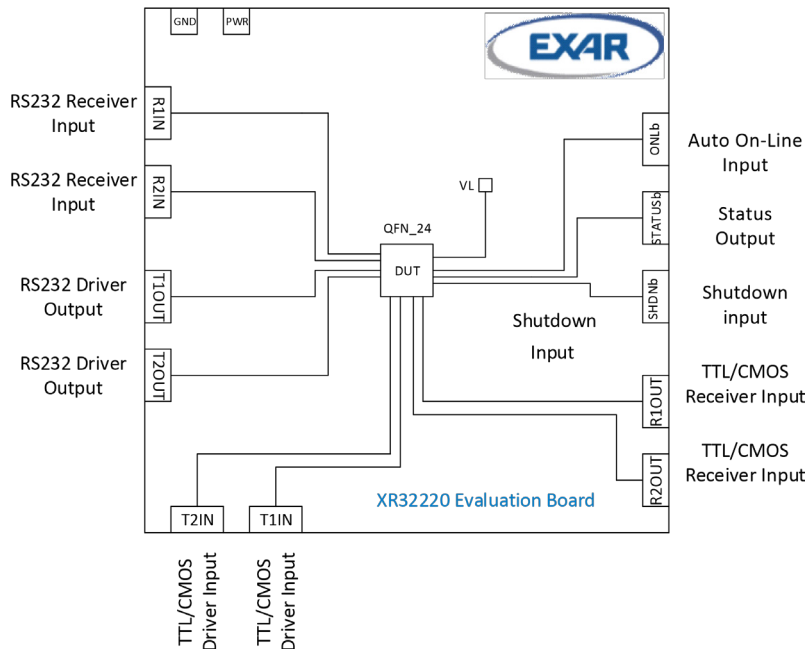 GND
PWR
EXAR
RS232 Receiver
Input
R1IN
RS232 Receiver
Input
R2IN
RS232 Driver
Output
T1OUT
RS232 Driver
Output
T2OUT
VL
QFN_24
DUT
ONLb
Auto On-Line
Input
STATUSb
Status
Output
SHDNb
Shutdown
input
Shutdown
Input
R1OUT
TTL/CMOS
Receiver Input
R2OUT
TTL/CMOS
Receiver Input
XR32220 Evaluation Board
T2IN
T1IN
TTL/CMOS
Driver Input
TTL/CMOS
Driver Input